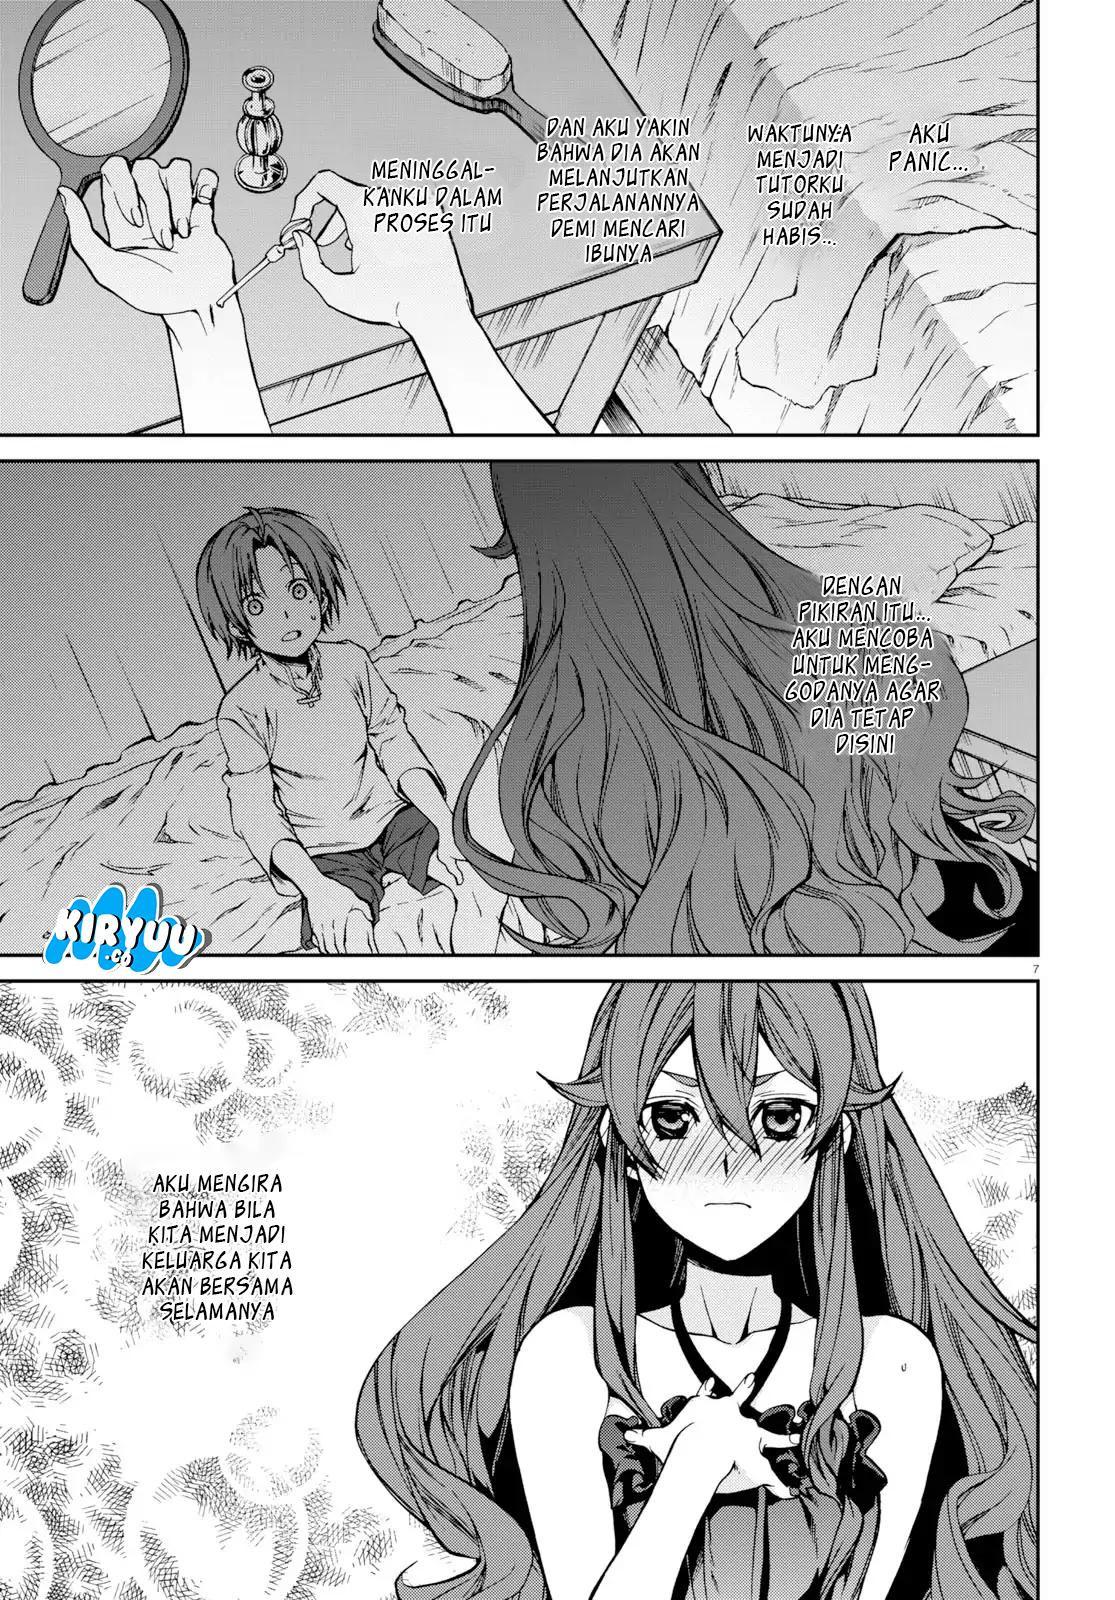 AKU
PANIC...
WAKTUNYA
MENJADI
TUTORKU
SUDAH
HABIS...
DAN AKU YAKIN
BAHWA DIA AKAN
MELANJUTKAN
PERJALANANNYA
DEMI MENCARI
IBUNYA
MENINGGAL-
KANKU DALAM
PROSES ITU
DENGAN
PIKIRAN ITU...
AKU MENCOBA
UNTUK MENG-
GODANYA AGAR
DIA TETAP
DISINI
KIRYUU
.CO
7
AKU MENGIRA
BAHWA BILA
KITA MENJADI
KELUARGA KITA
AKAN BERSAMA
SELAMANYA